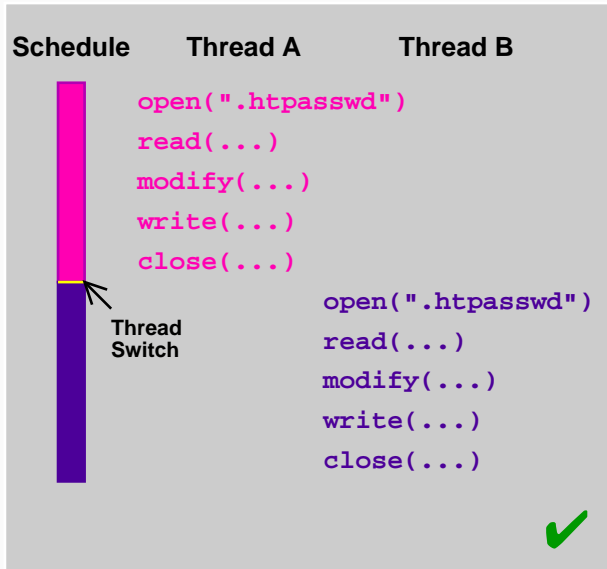 Schedule Thread A Thread B
open(".htpasswd")
read(...)
modify(...)
write(...)
close(...)
Thread
Switch
open(".htpasswd")
read(...)
modify(...)
write(...)
close(...)